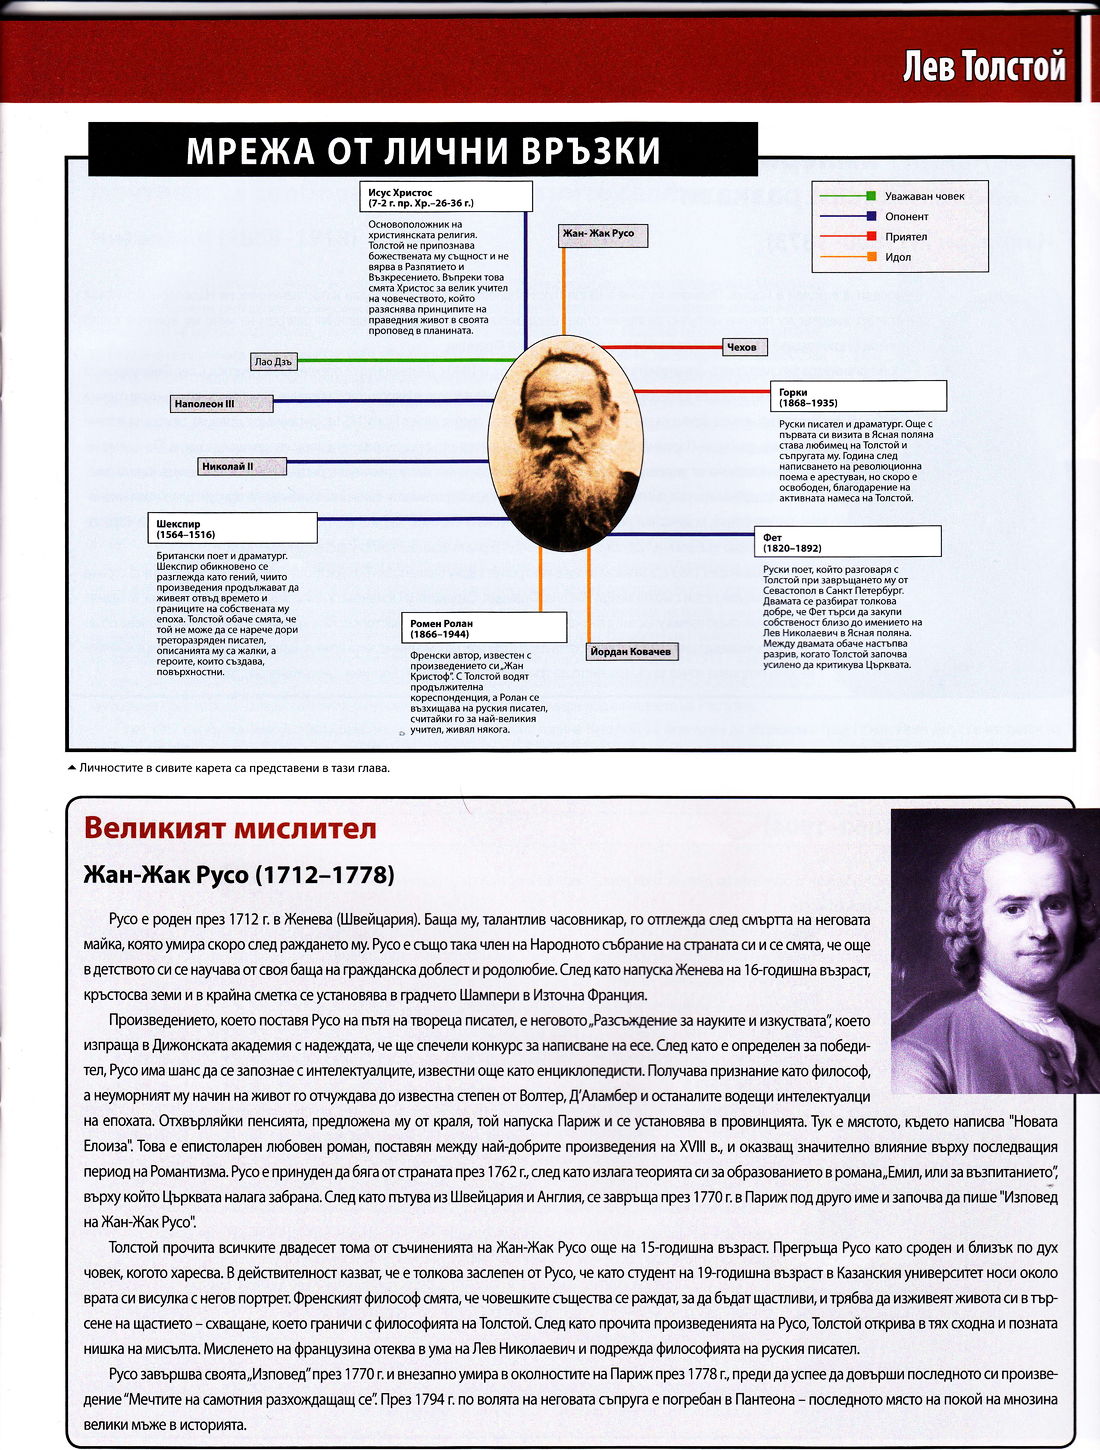 Лев Толстой
МРЕЖА ОТ ЛИЧНИ ВРЪЗКИ
Исус Христос
(7-2 г. пр. Хр.–26-36 г.)
Основоположник на
християнската религия.
Толстой не припознава
божествената му същност и не
вярва в Разпятието и
Възкресението. Въпреки това
смята Христос за велик учител
на човечеството, който
разяснява принципите на
праведния живот в своята
проповед в планината.
Жан- Жак Русо
Уважаван човек
Опонент
Приятел
Идол
Лао Дзъ
Чехов
Наполеон III
Горки
(1868–1935)
Руски писател и драматург. Още с
първата си визита в Ясная поляна
става любимец на Толстой и
съпругата му. Година след
написването на революционна
поема е арестуван, но скоро е
освободен, благодарение на
активната намеса на Толстой.
Николай II
Шекспир
(1564–1516)
Британски поет и драматург.
Шекспир обикновено се
разглежда като гений, чиито
произведения продължават да
живеят отвъд времето и
границите на собствената му
епоха. Толстой обаче смята, че
той не може да се нарече дори
треторазряден писател,
описанията му са жалки, а
героите, които създава,
повърхностни.
Фет
(1820–1892)
Руски поет, който разговаря с
Толстой при завръщането му от
Севастопол в Санкт Петербург.
Двамата се разбират толкова
добре, че Фет търси да закупи
собственост близо до имението на
Лев Николаевич в Ясная поляна.
Между двамата обаче настъпва
разрив, когато Толстой започва
усилено да критикува Църквата.
Ромен Ролан
(1866–1944)
Френски автор, известен с
произведението си „Жан
Кристоф“. С Толстой водят
продължителна
кореспонденция, а Ролан се
възхищава на руския писател,
считайки го за най-великия
учител, живял някога.
Йордан Ковачев
Личностите в сивите карета са представени в тази глава.
Великият мислител
Жан-Жак Русо (1712–1778)
Русо е роден през 1712 г. в Женева (Швейцария). Баща му, талантлив часовникар, го отглежда след смъртта на неговата
майка, която умира скоро след раждането му. Русо е също така член на Народното събрание на страната си и се смята, че още
в детството си се научава от своя баща на гражданска доблест и родолюбие. След като напуска Женева на 16-годишна възраст,
кръстосва земи и в крайна сметка се установява в градчето Шампери в Източна Франция.
Произведението, което поставя Русо на пътя на твореца писател, е неговото „Разсъждение за науките и изкуствата“, което
изпраща в Дижонската академия с надеждата, че ще спечели конкурс за написване на есе. След като е определен за победи-
тел, Русо има шанс да се запознае с интелектуалците, известни още като енциклопедисти. Получава признание като философ,
а неуморният му начин на живот го отчуждава до известна степен от Волтер, Д’Аламбер и останалите водещи интелектуалци
на епохата. Отхвърляйки пенсията, предложена му от краля, той напуска Париж и се установява в провинцията. Тук е мястото, където написва "Новата
Елоиза". Това е епистоларен любовен роман, поставян между най-добрите произведения на XVIII в., и оказващ значително влияние върху последващия
период на Романтизма. Русо е принуден да бяга от страната през 1762 г., след като излага теорията си за образованието в романа „Емил, или за възпитанието“,
върху който Църквата налага забрана. След като пътува из Швейцария и Англия, се завръща през 1770 г. в Париж под друго име и започва да пише "Изповед
на Жан-Жак Русо".
Толстой прочита всичките двадесет тома от съчиненията на Жан-Жак Русо още на 15-годишна възраст. Прегръща Русо като сроден и близък по дух
човек, когото харесва. В действителност казват, че е толкова заслепен от Русо, че като студент на 19-годишна възраст в Казанския университет носи около
врата си висулка с негов портрет. Френският философ смята, че човешките същества се раждат, за да бъдат щастливи, и трябва да изживеят живота си в тър-
сене на щастието – схващане, което граничи с философията на Толстой. След като прочита произведенията на Русо, Толстой открива в тях сходна и позната
нишка на мисълта. Мисленето на французина отеква в ума на Лев Николаевич и подрежда философията на руския писател.
Русо завършва своята „Изповед“ през 1770 г. и внезапно умира в околностите на Париж през 1778 г., преди да успее да довърши последното си произве-
дение “Мечтите на самотния разхождащащ се”. През 1794 г. по волята на неговата съпруга е погребан в Пантеона – последното място на покой на мнозина
велики мъже в историята.